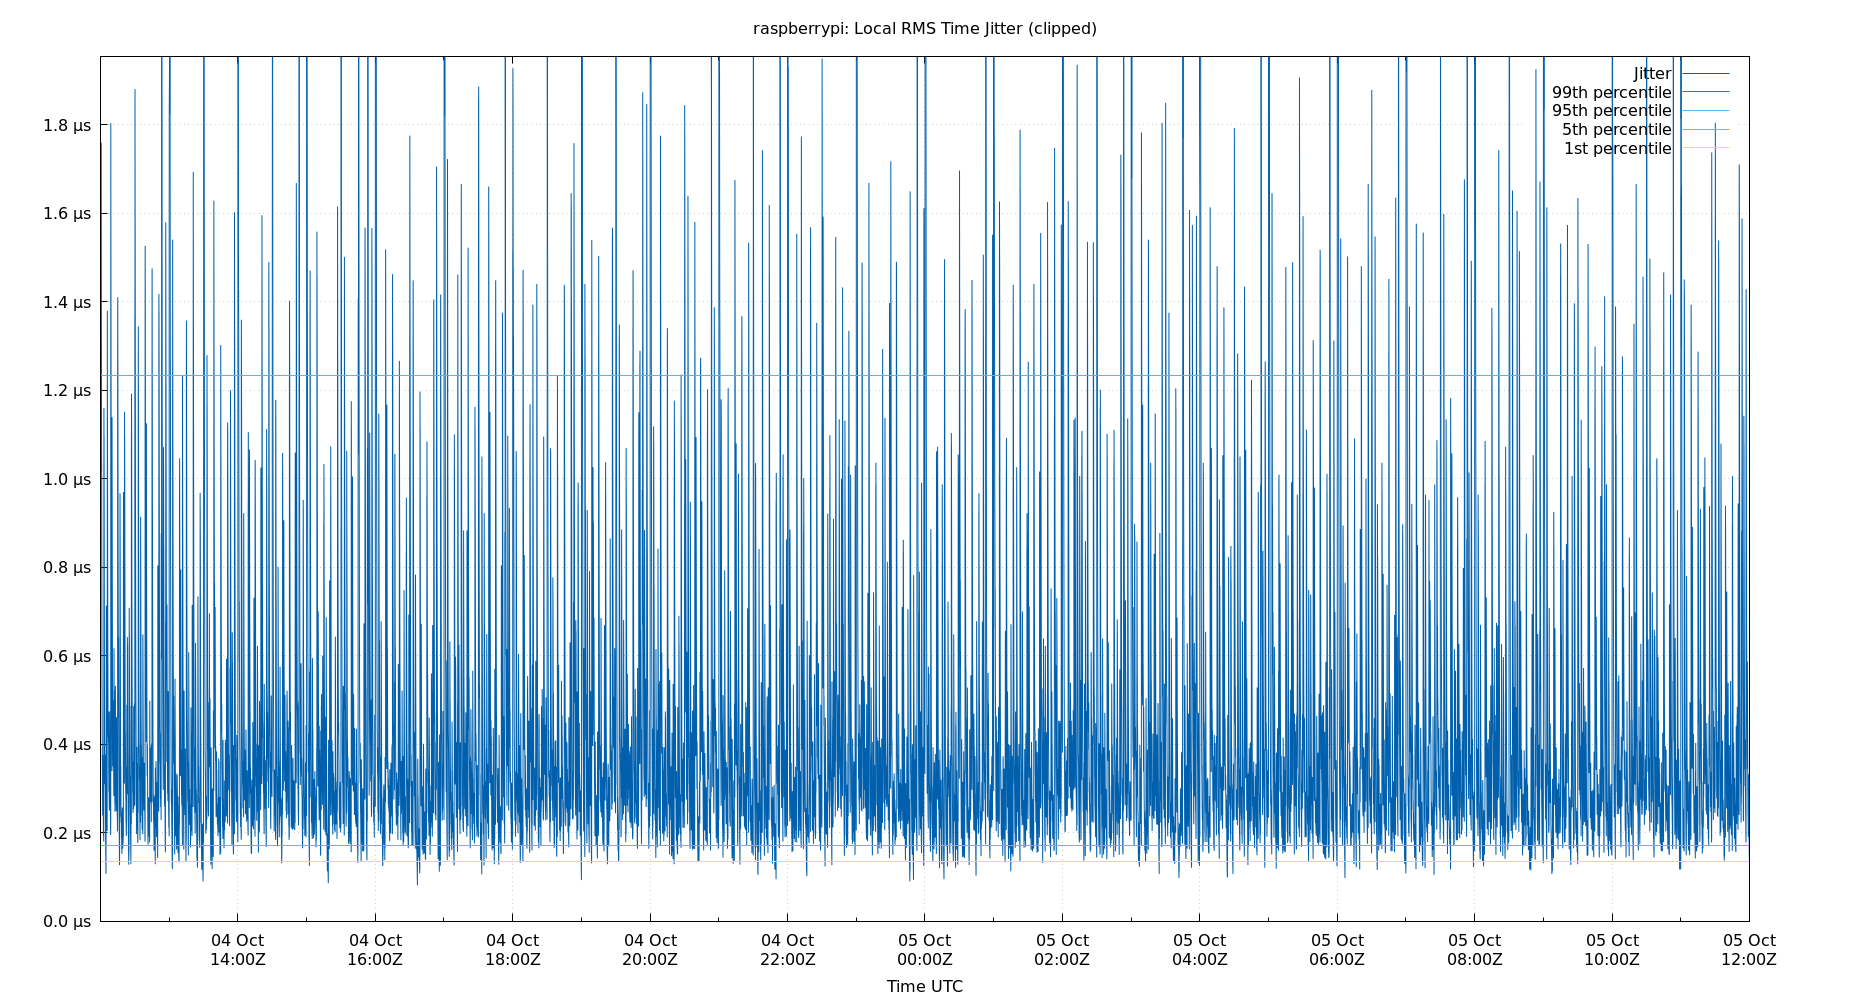 raspberrypi: Local RMS Time Jitter (clipped)
Jitter
99th percentile
95th percentile
5th percentile
1st percentile
1.8 μs
1.6 μs
1.4 μs
1.2 μs
1.0 μs
0.8 μs
0.6 μs
0.4 μs
0.2 μs
0.0 μs
04 Oct 04 Oct 04 Oct 04 Oct 04 Oct 05 Oct 05 Oct 05 Oct 05 Oct 05 Oct 05 Oct 05 Oct
14:00Z 16:00Z 18:00Z 20:00Z 22:00Z 00:00Z 02:00Z 04:00Z 06:00Z 08:00Z 10:00Z 12:00Z
Time UTC